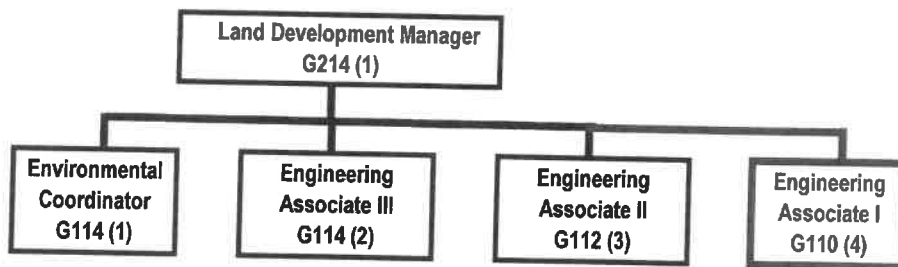 Land Development Manager
G214 (1)
Environmental
Coordinator
G114 (1)
Engineering
Associate III
G114 (2)
Engineering
Associate II
G112 (3)
Engineering
Associate I
G110 (4)